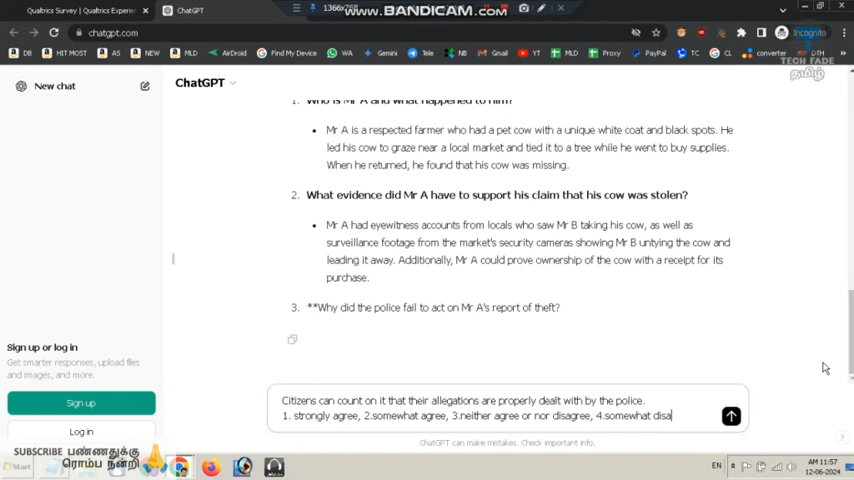 1366x768
www.BANDICAM.com
Qualtrics Survey | Qualtrics Experier
ChatGPT
chatgpt.com
Incognito
DB
HIT MOST
AS
NEW
MLD
AirDroid
Find My Device
WA
Gemini
Tele
NB
Gmail
YT
MLD
Proxy
PayPal
TC
CL
converter
DTH
TECH FADE
தமிழ்
New chat
ChatGPT
1. Who is Mr A and what happened to him?
• Mr A is a respected farmer who had a pet cow with a unique white coat and black spots. He
led his cow to graze near a local market and tied it to a tree while he went to buy supplies.
When he returned, he found that his cow was missing.
2. What evidence did Mr A have to support his claim that his cow was stolen?
• Mr A had eyewitness accounts from locals who saw Mr B taking his cow, as well as
surveillance footage from the market's security cameras showing Mr B untying the cow and
leading it away. Additionally, Mr A could prove ownership of the cow with a receipt for its
purchase.
3. **Why did the police fail to act on Mr A's report of theft?
Sign up or log in
Get smarter responses, upload files
and images, and more.
Sign up
Log in
Citizens can count on it that their allegations are properly dealt with by the police.
1. strongly agree, 2.somewhat agree, 3.neither agree or nor disagree, 4.somewhat disa
ChatGPT can make mistakes. Check important info.
?
SUBSCRIBE பண்ணதுக்கு
ரொம்ப நன்றி
Start
EN
AM 11:57
12-06-2024